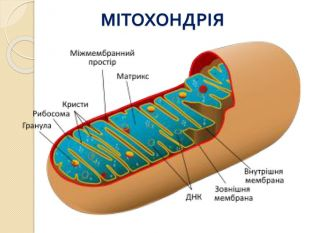 МІТОХОНДРІЯ
Міжмембранний
простір
Матрикс
Кристи
Рибосома
Гранула
Внутрішня
мембрана
Зовнішня
мембрана
ДНК